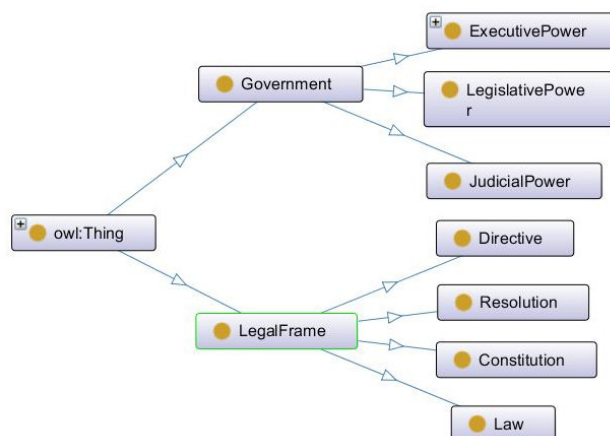 ExecutivePower
Government
LegislativePowe
r
JudicialPower
owl:Thing
Directive
Resolution
LegalFrame
Constitution
Law